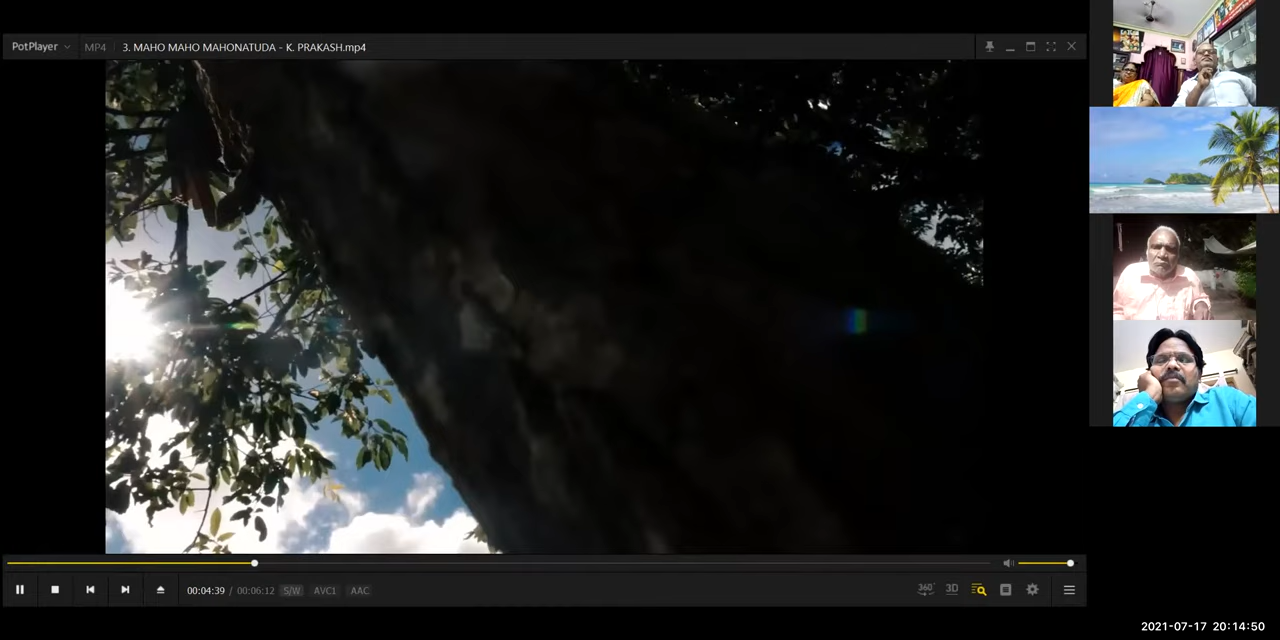 PotPlayer MP4 3. MAHO MAHO MAHONATUDA - K. PRAKASH.mp4
00:04:39 / 00:06:12 S/W AVC1 AAC
360° 3D
2021-07-17 20:14:50